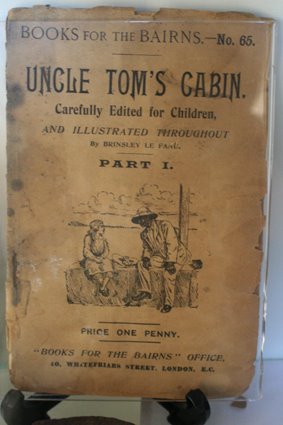 BOOKS FOR THE BAIRNS.—No. 65.
UNCLE TOM'S CABIN.
Carefully Edited for Children,
AND ILLUSTRATED THROUGHOUT
By BRINSLEY LE FANU.
PART I.
PRICE ONE PENNY.
"BOOKS FOR THE BAIRNS" OFFICE,
40, WHITEFRIARS STREET, LONDON, E.C.